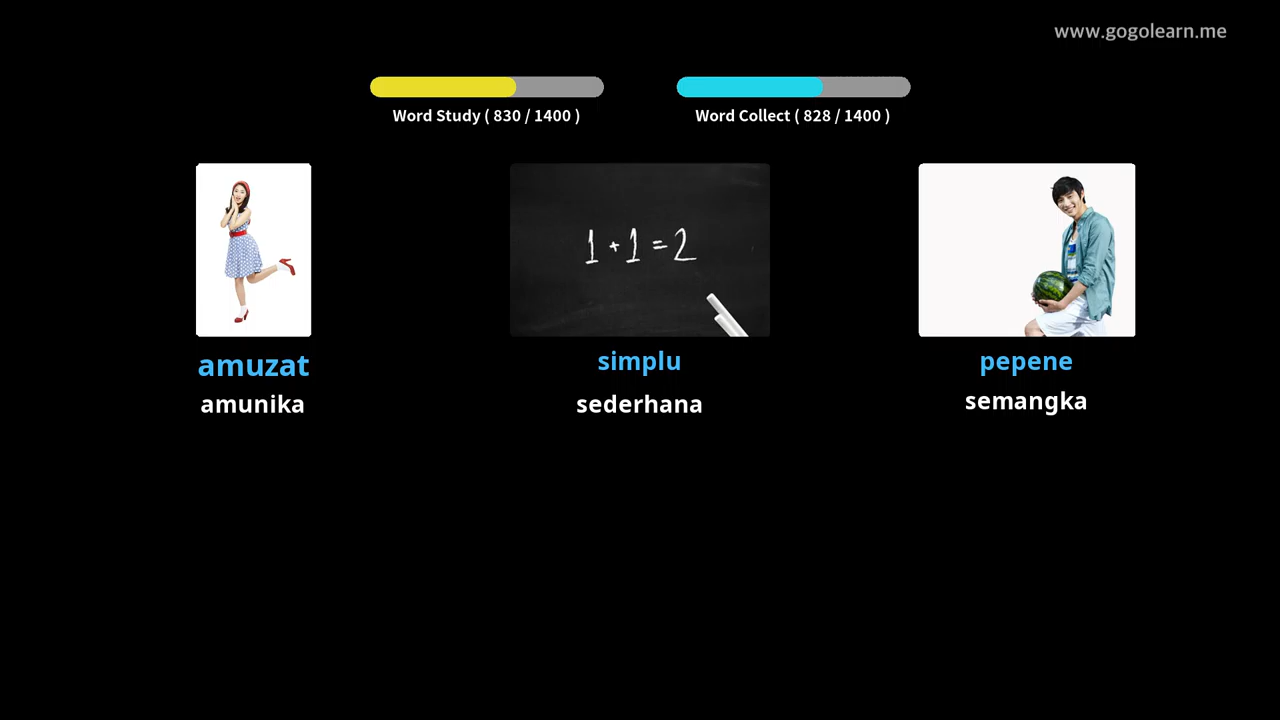 www.gogolearn.me
Word Study ( 830 / 1400 )
Word Collect ( 828 / 1400 )
1 + 1 = 2
amuzat
simplu
pepene
amunika
sederhana
semangka